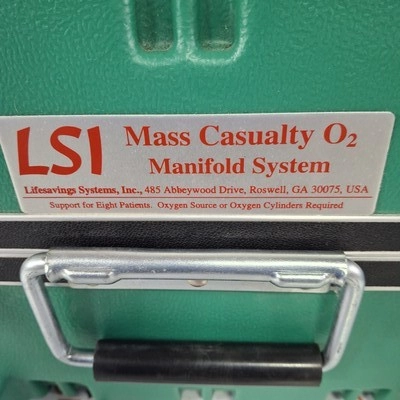 LSI
Mass Casualty O2
Manifold System
Lifesavings Systems, Inc., 485 Abbeywood Drive, Roswell, GA 30075, USA
Support for Eight Patients. Oxygen Source or Oxygen Cylinders Required